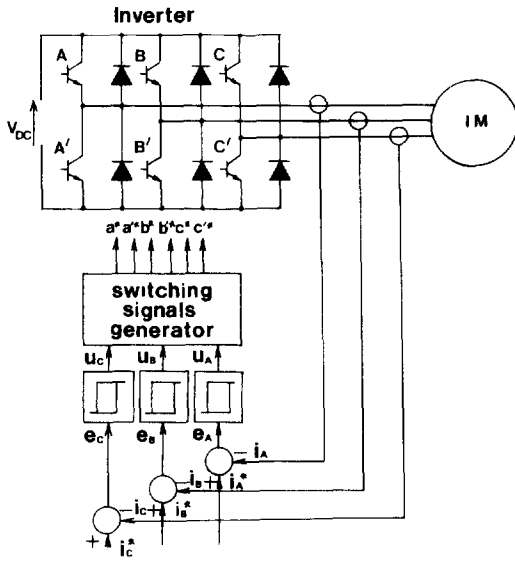 Inverter
A B C
V_DC
IM
A' B' C'
a* a'* b* b'* c* c'*
switching
signals
generator
u_C u_B u_A
e_C e_B e_A
- i_A
- i_B + i_A*
- i_C + i_B*
+ i_C*